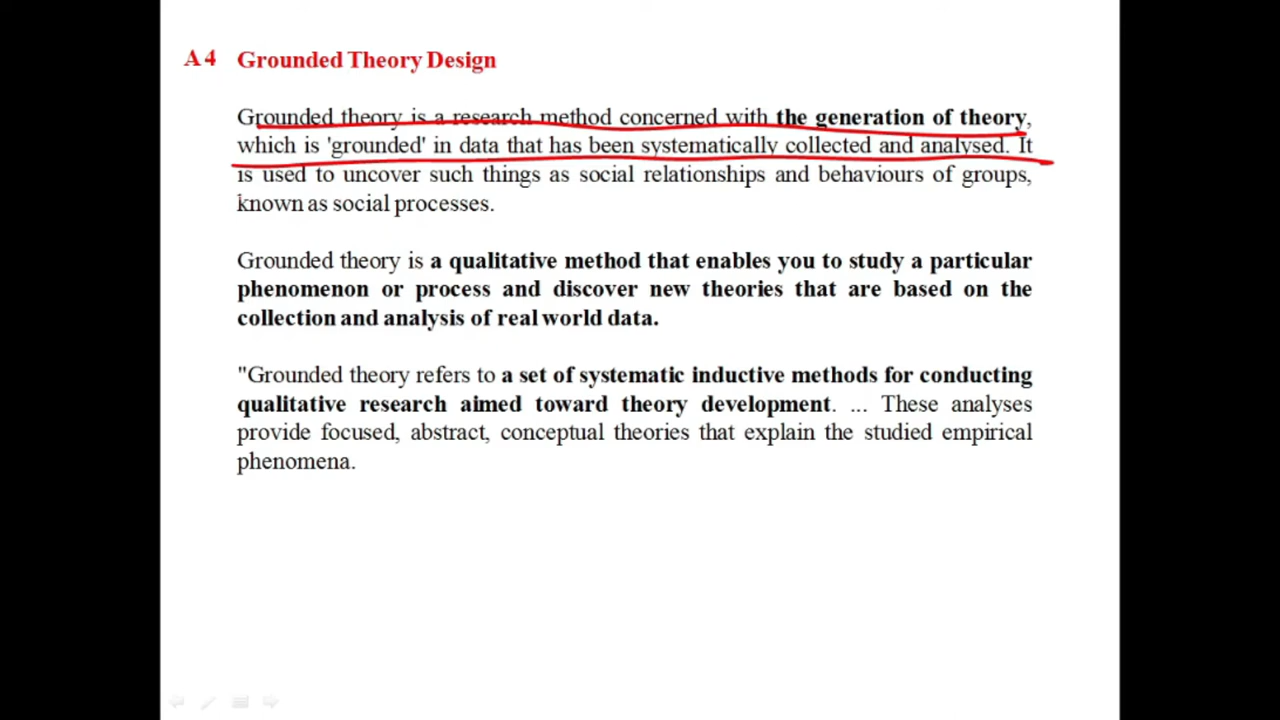 A 4 Grounded Theory Design
Grounded theory is a research method concerned with the generation of theory,
which is 'grounded' in data that has been systematically collected and analysed. It
is used to uncover such things as social relationships and behaviours of groups,
known as social processes.
Grounded theory is a qualitative method that enables you to study a particular
phenomenon or process and discover new theories that are based on the
collection and analysis of real world data.
"Grounded theory refers to a set of systematic inductive methods for conducting
qualitative research aimed toward theory development. ... These analyses
provide focused, abstract, conceptual theories that explain the studied empirical
phenomena.